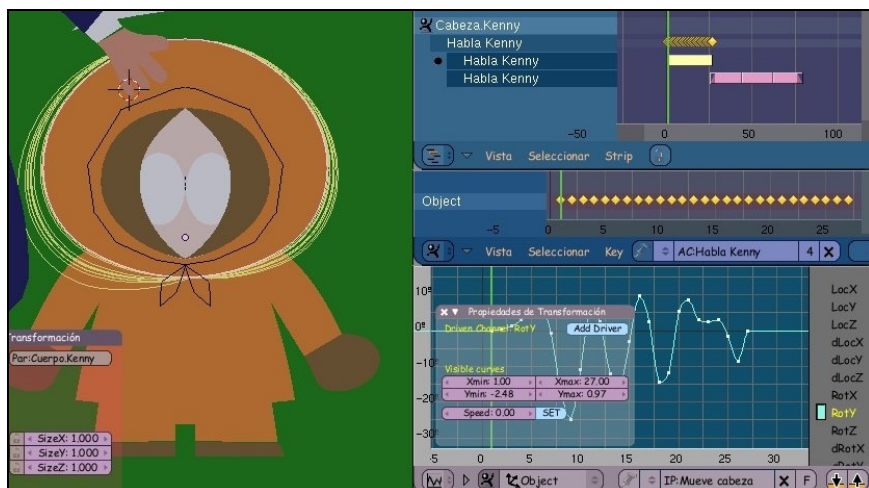 Cabeza.Kenny
Habla Kenny
Habla Kenny
Habla Kenny
-50 0 50 100
Vista Seleccionar Strip ?
Object
-5 0 5 10 15 20 25
Vista Seleccionar Key AC:Habla Kenny 4 X
10º
0º
-10º
-20º
-30º
Propiedades de Transformación
Driven Channel: RotY Add Driver
Visible curves
Xmin: 1.00 Xmax: 27.00
Ymin: -2.48 Ymax: 0.97
Speed: 0.00 SET
-5 0 5 10 15 20 25 30
LocX
LocY
LocZ
dLocX
dLocY
dLocZ
RotX
RotY
RotZ
dRotX
Object IP:Mueve cabeza X F
Transformación
Par:Cuerpo.Kenny
SizeX: 1.000
SizeY: 1.000
SizeZ: 1.000